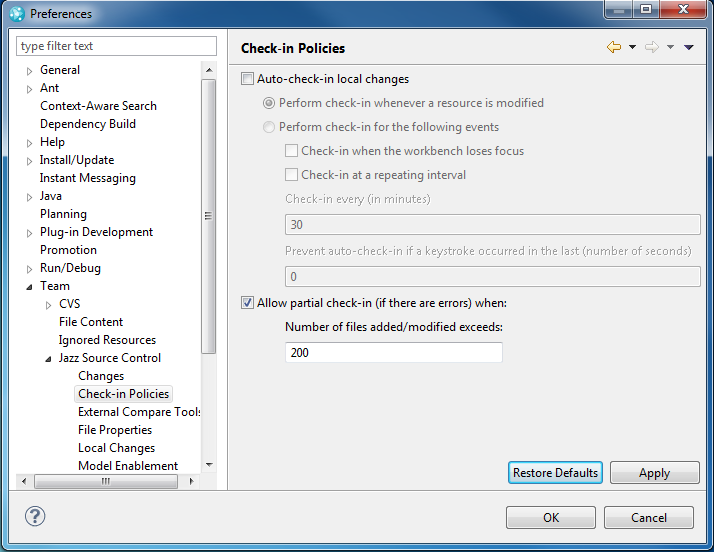 Preferences
type filter text
General
Ant
Context-Aware Search
Dependency Build
Help
Install/Update
Instant Messaging
Java
Planning
Plug-in Development
Promotion
Run/Debug
Team
CVS
File Content
Ignored Resources
Jazz Source Control
Changes
Check-in Policies
External Compare Tools
File Properties
Local Changes
Model Enablement
Check-in Policies
Auto-check-in local changes
Perform check-in whenever a resource is modified
Perform check-in for the following events
Check-in when the workbench loses focus
Check-in at a repeating interval
Check-in every (in minutes)
30
Prevent auto-check-in if a keystroke occurred in the last (number of seconds)
0
Allow partial check-in (if there are errors) when:
Number of files added/modified exceeds:
200
Restore Defaults
Apply
?
OK
Cancel